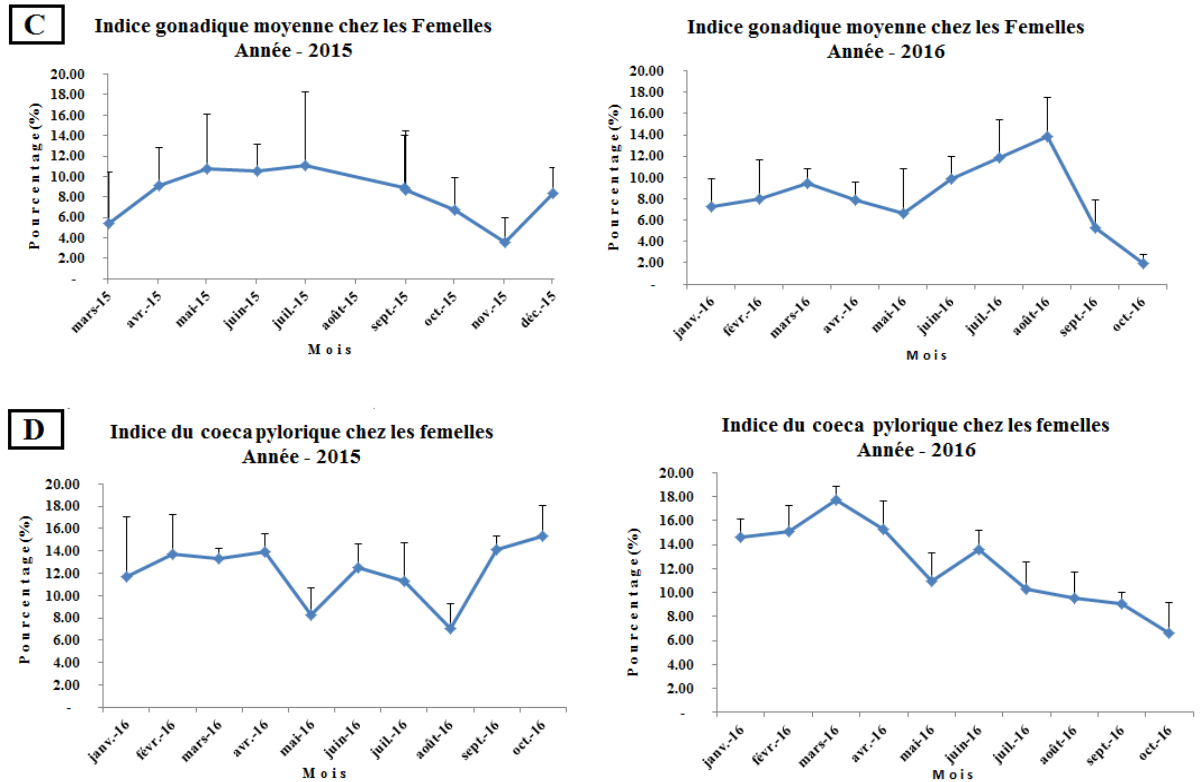 C
Indice gonadique moyenne chez les Femelles
Année - 2015
Pourcentage (%)
20.00
18.00
16.00
14.00
12.00
10.00
8.00
6.00
4.00
2.00
-
mars-15
avr.-15
mai-15
juin-15
juil.-15
août-15
sept.-15
oct.-15
nov.-15
déc.-15
Mois
Indice gonadique moyenne chez les Femelles
Année - 2016
Pourcentage (%)
20.00
18.00
16.00
14.00
12.00
10.00
8.00
6.00
4.00
2.00
-
janv.-16
févr.-16
mars-16
avr.-16
mai-16
juin-16
juil.-16
août-16
sept.-16
oct.-16
Mois
D
Indice du coeca pylorique chez les femelles
Année - 2015
Pourcentage (%)
20.00
18.00
16.00
14.00
12.00
10.00
8.00
6.00
4.00
2.00
-
janv.-16
févr.-16
mars-16
avr.-16
mai-16
juin-16
juil.-16
août-16
sept.-16
oct.-16
Mois
Indice du coeca pylorique chez les femelles
Année - 2016
Pourcentage (%)
20.00
18.00
16.00
14.00
12.00
10.00
8.00
6.00
4.00
2.00
-
janv.-16
févr.-16
mars-16
avr.-16
mai-16
juin-16
juil.-16
août-16
sept.-16
oct.-16
Mois